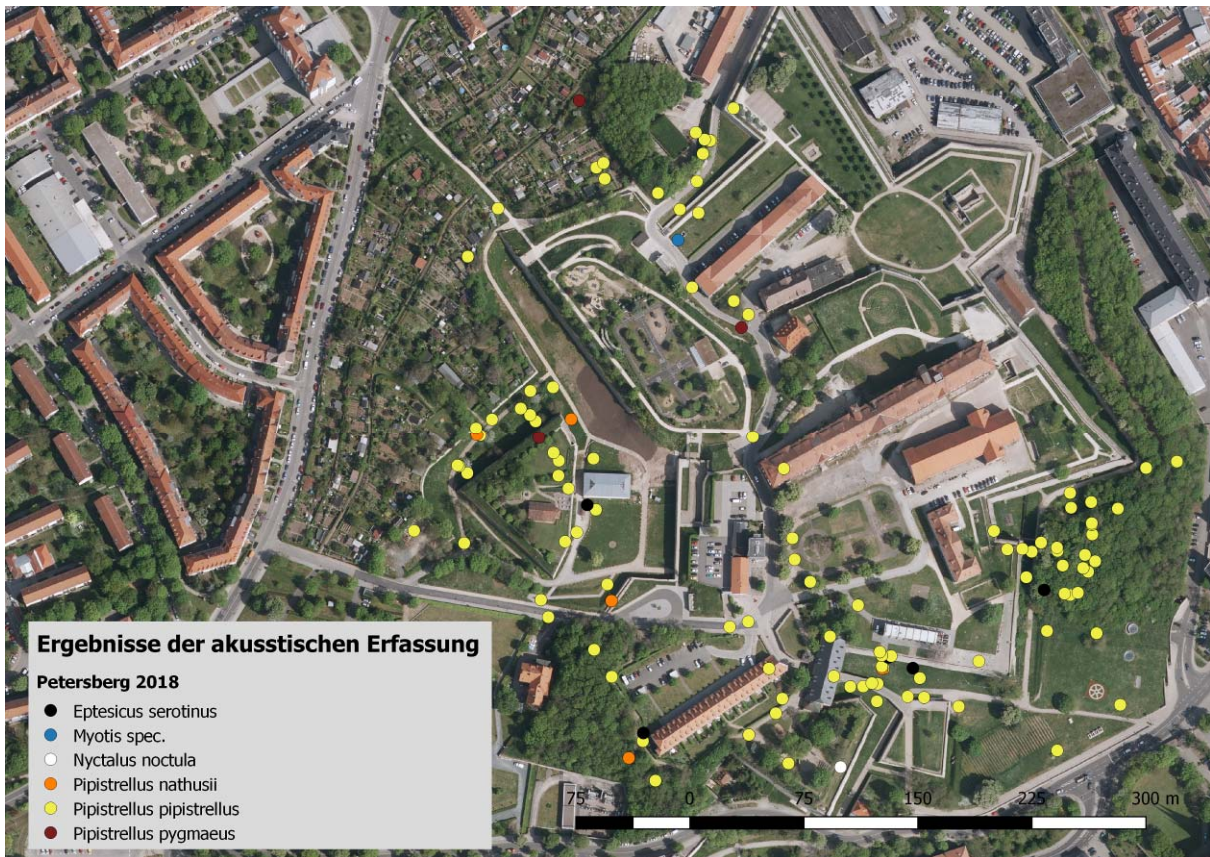 Ergebnisse der akusstischen Erfassung
Petersberg 2018
Eptesicus serotinus
Myotis spec.
Nyctalus noctula
Pipistrellus nathusii
Pipistrellus pipistrellus
Pipistrellus pygmaeus
75 0 75 150 225 300 m